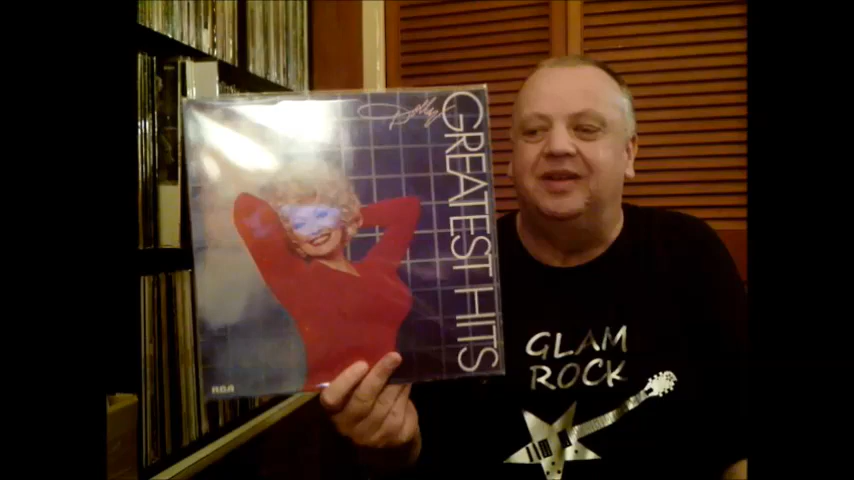 Dolly
GREATEST HITS
RCA
GLAM
ROCK